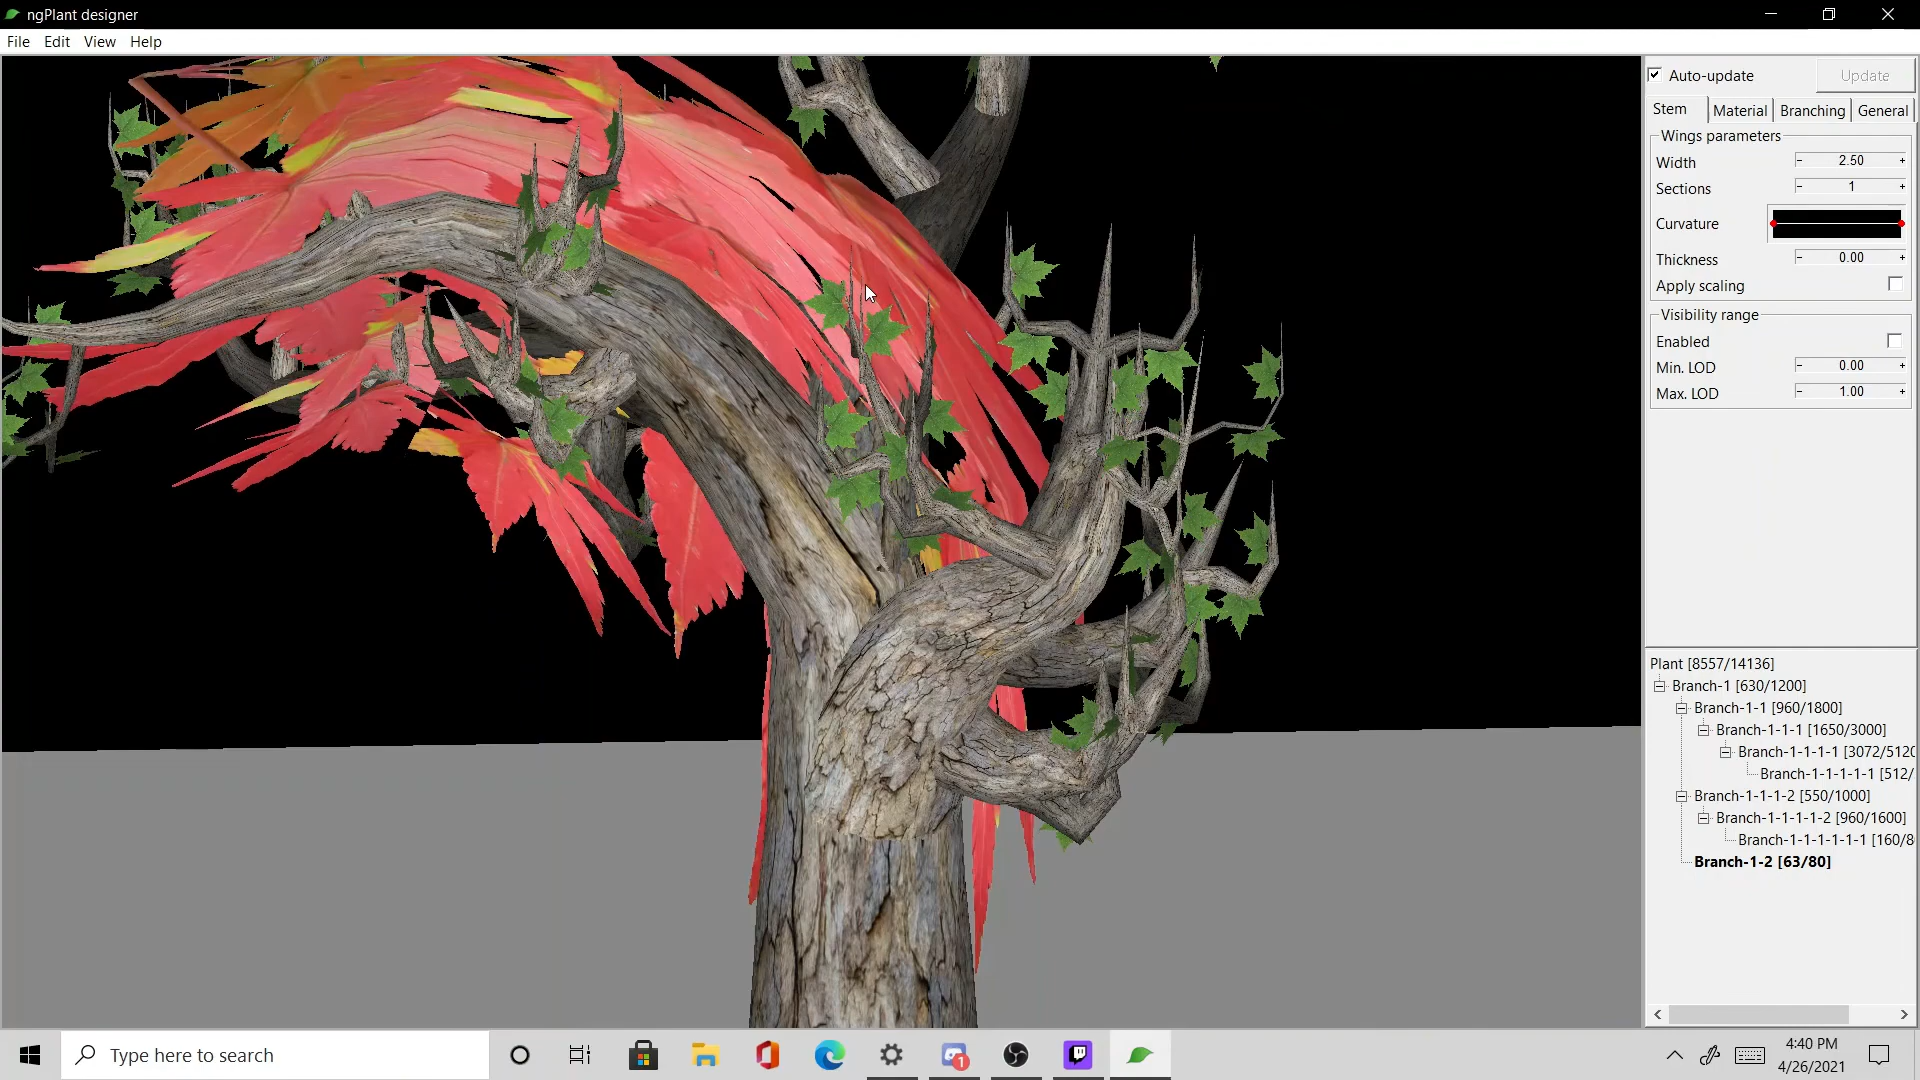 ngPlant designer
File Edit View Help
Auto-update Update
Stem Material Branching General
Wings parameters
Width - 2.50 +
Sections - 1 +
Curvature
Thickness - 0.00 +
Apply scaling
Visibility range
Enabled
Min. LOD - 0.00 +
Max. LOD - 1.00 +
Plant [8557/14136]
Branch-1 [630/1200]
Branch-1-1 [960/1800]
Branch-1-1-1 [1650/3000]
Branch-1-1-1-1 [3072/512(
Branch-1-1-1-1-1 [512/
Branch-1-1-1-2 [550/1000]
Branch-1-1-1-1-2 [960/1600]
Branch-1-1-1-1-1-1 [160/8
Branch-1-2 [63/80]
Type here to search
1
4:40 PM
4/26/2021